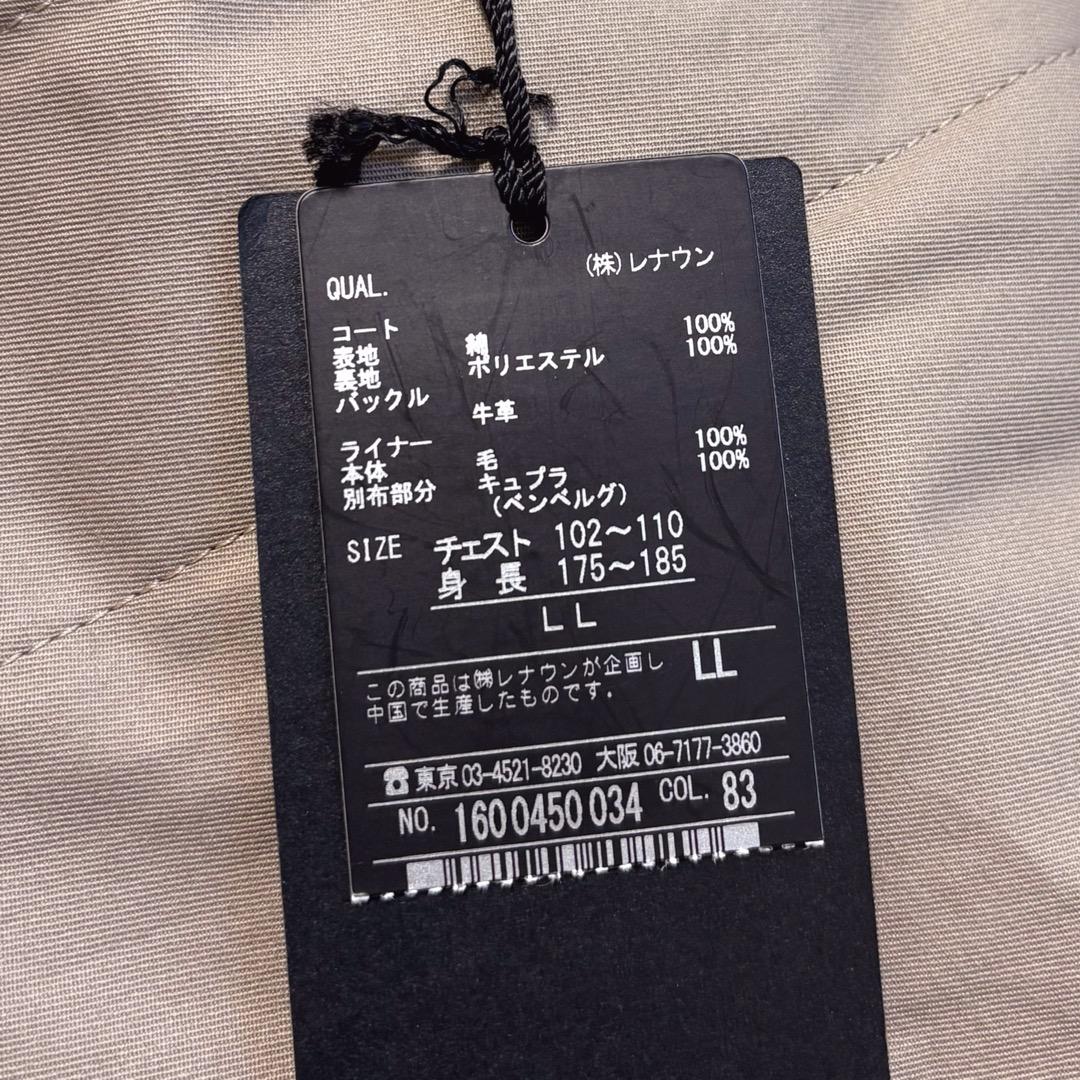 (株)レナウン
QUAL.
コート
表地 綿 100%
裏地 ポリエステル 100%
バックル 牛革
ライナー
本体 毛 100%
別布部分 キュプラ 100%
(ベンベルグ)
SIZE チェスト 102～110
身長 175～185
LL
この商品は㈱レナウンが企画し LL
中国で生産したものです.
☎東京03-4521-8230 大阪06-7177-3860
NO. 1600450034 COL. 83